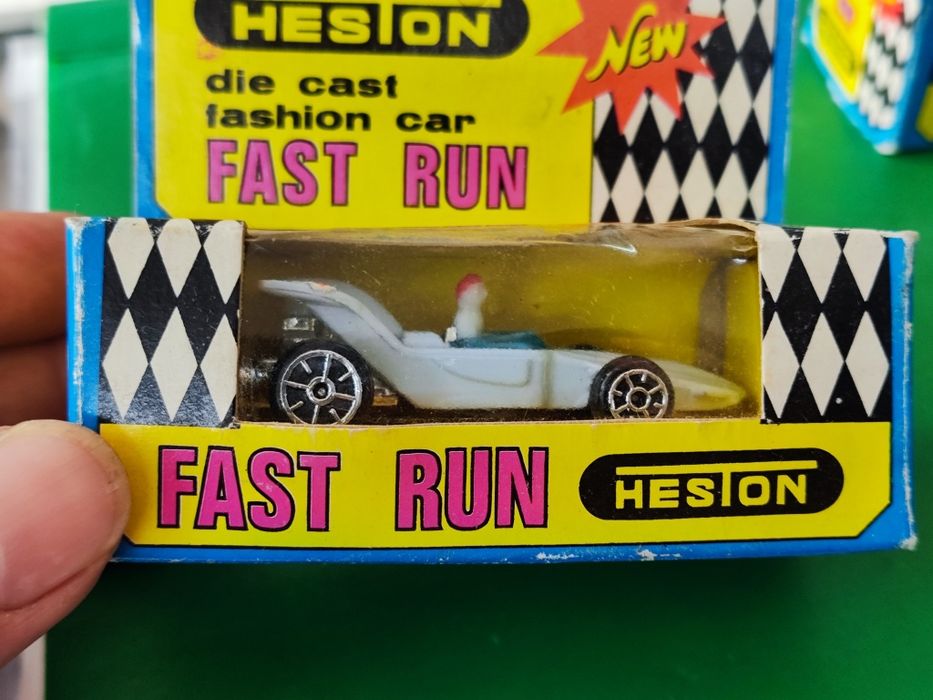 HESTON
NEW
die cast
fashion car
FAST RUN
FAST RUN
HESTON